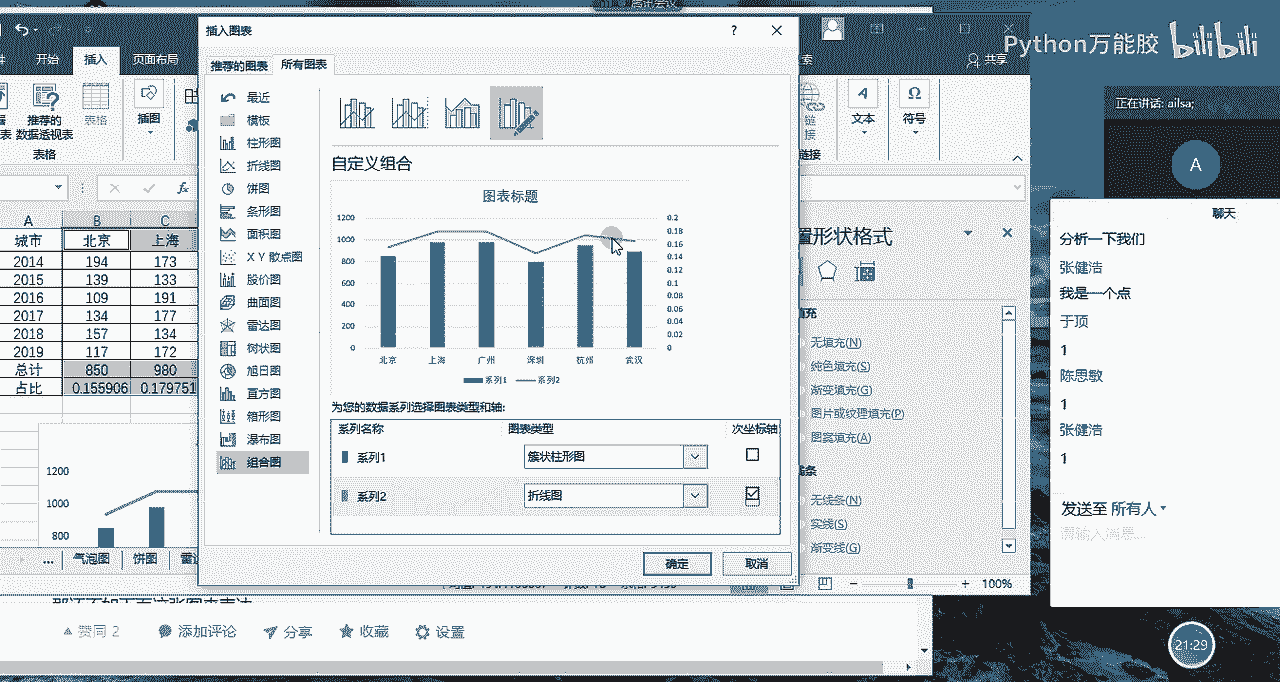 插入图表
?
Python万能胶 bilibili
开始
插入
页面布局
共享
推荐的图表
所有图表
推荐的
数据透视表
表格
插图
表格
最近
模板
柱形图
折线图
饼图
条形图
面积图
X Y 散点图
股价图
曲面图
雷达图
树状图
旭日图
直方图
箱形图
瀑布图
组合图
自定义组合
图表标题
1200
1000
800
600
400
200
0
0.2
0.18
0.16
0.14
0.12
0.1
0.08
0.06
0.04
0.02
0
北京 上海 广州 深圳 杭州 武汉
系列1 系列2
为您的数据系列选择图表类型和轴:
系列名称 图表类型 次坐标轴
系列1 簇状柱形图
系列2 折线图
确定 取消
链接
文本
符号
链接
fx
A B C
城市 北京 上海
2014 194 173
2015 139 133
2016 109 191
2017 134 177
2018 157 134
2019 117 172
总计 850 980
占比 0.155906 0.179751
1200
1000
800
... 气泡图 饼图
置形状格式
无填充(N)
纯色填充(S)
渐变填充(G)
图片或纹理填充(P)
图案填充(A)
无线条(N)
实线(S)
渐变线(G)
100%
赞同 2 添加评论 分享 收藏 设置
正在讲话: ailsa;
A
聊天
分析一下我们
张健浩
我是一个点
于顶
1
陈思敏
1
张健浩
1
发送至 所有人
请输入消息...
21:29